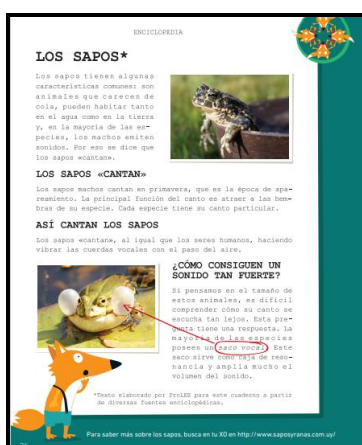 ENCICLOPEDIA
LOS SAPOS*
Los sapos tienen algunas
características comunes: son
animales que carecen de
cola, pueden habitar tanto
en el agua como en la tierra
y, en la mayoría de las es-
pecies, los machos emiten
sonidos. Por eso se dice que
los sapos «cantan».
LOS SAPOS «CANTAN»
Los sapos machos cantan en primavera, que es la época de apa-
reamiento. La principal función del canto es atraer a las hem-
bras de su especie. Cada especie tiene su canto particular.
ASÍ CANTAN LOS SAPOS
Los sapos «cantan», al igual que los seres humanos, haciendo
vibrar las cuerdas vocales con el paso del aire.
¿CÓMO CONSIGUEN UN
SONIDO TAN FUERTE?
Si pensamos en el tamaño de
estos animales, es difícil
comprender cómo su canto se
escucha tan lejos. Esta pre-
gunta tiene una respuesta. La
mayoría de las especies
poseen un saco vocal. Este
saco sirve como caja de reso-
nancia y amplía mucho el
volumen del sonido.
*Texto elaborado por ProLEE para este cuaderno a partir
de diversas fuentes enciclopédicas.
Para saber más sobre los sapos, busca en tu XO en http://www.saposyranas.com.uy/